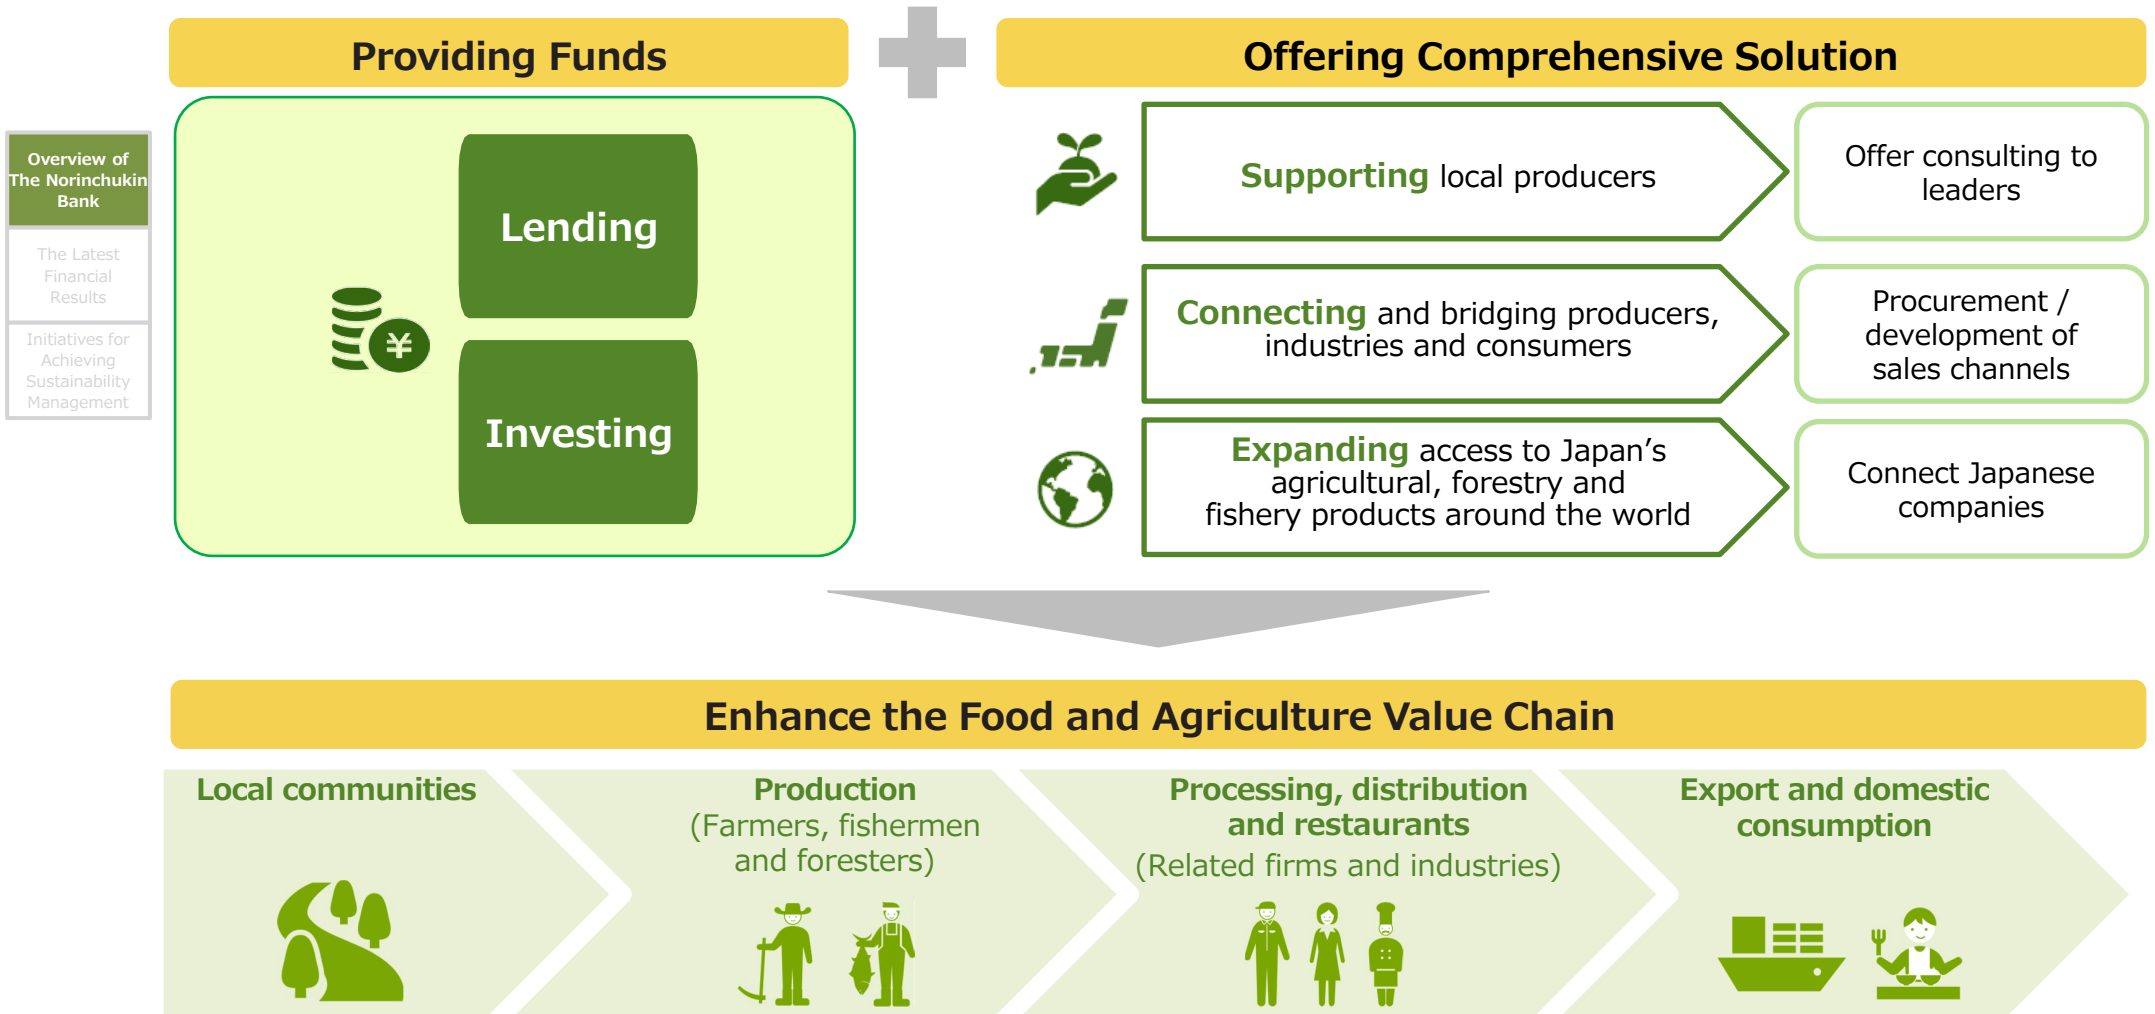 Providing Funds
Offering Comprehensive Solution
Overview of
The Norinchukin
Bank
The Latest
Financial
Results
Initiatives for
Achieving
Sustainability
Management
Lending
¥
Investing
Supporting local producers
Offer consulting to
leaders
Connecting and bridging producers,
industries and consumers
Procurement /
development of
sales channels
Expanding access to Japan’s
agricultural, forestry and
fishery products around the world
Connect Japanese
companies
Enhance the Food and Agriculture Value Chain
Local communities
Production
(Farmers, fishermen
and foresters)
Processing, distribution
and restaurants
(Related firms and industries)
Export and domestic
consumption